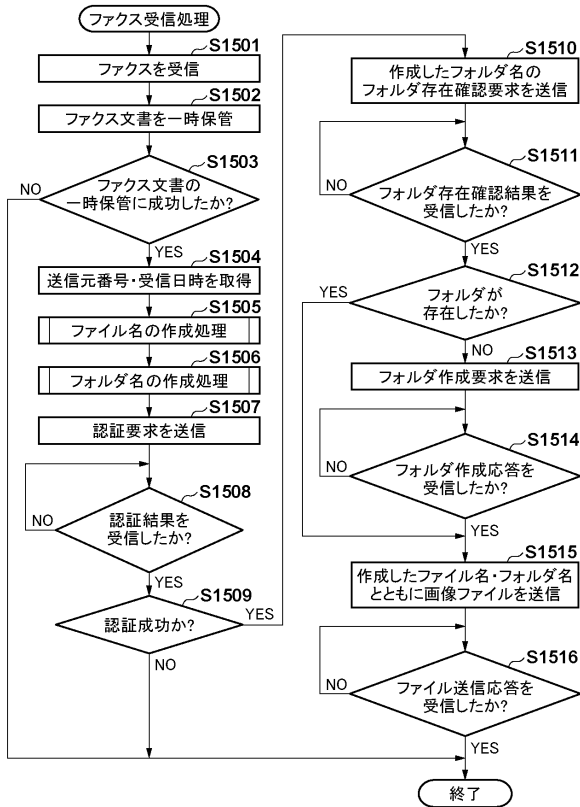 ファクス受信処理
S1501
ファクスを受信
S1502
ファクス文書を一時保管
S1503
ファクス文書の
一時保管に成功したか?
NO
YES
S1504
送信元番号・受信日時を取得
S1505
ファイル名の作成処理
S1506
フォルダ名の作成処理
S1507
認証要求を送信
S1508
認証結果を
受信したか?
NO
YES
S1509
認証成功か?
YES
NO
S1510
作成したフォルダ名の
フォルダ存在確認要求を送信
S1511
フォルダ存在確認結果を
受信したか?
NO
YES
S1512
フォルダが
存在したか?
YES
NO
S1513
フォルダ作成要求を送信
S1514
フォルダ作成応答を
受信したか?
NO
YES
S1515
作成したファイル名・フォルダ名
とともに画像ファイルを送信
S1516
ファイル送信応答を
受信したか?
NO
YES
終了